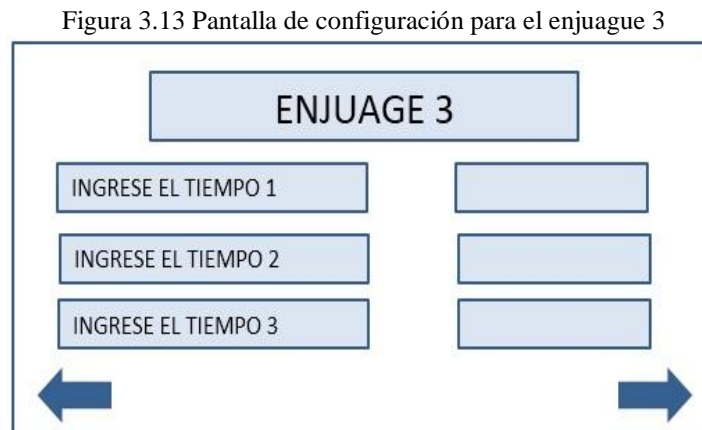 Figura 3.13 Pantalla de configuración para el enjuague 3
ENJUAGE 3
INGRESE EL TIEMPO 1
INGRESE EL TIEMPO 2
INGRESE EL TIEMPO 3